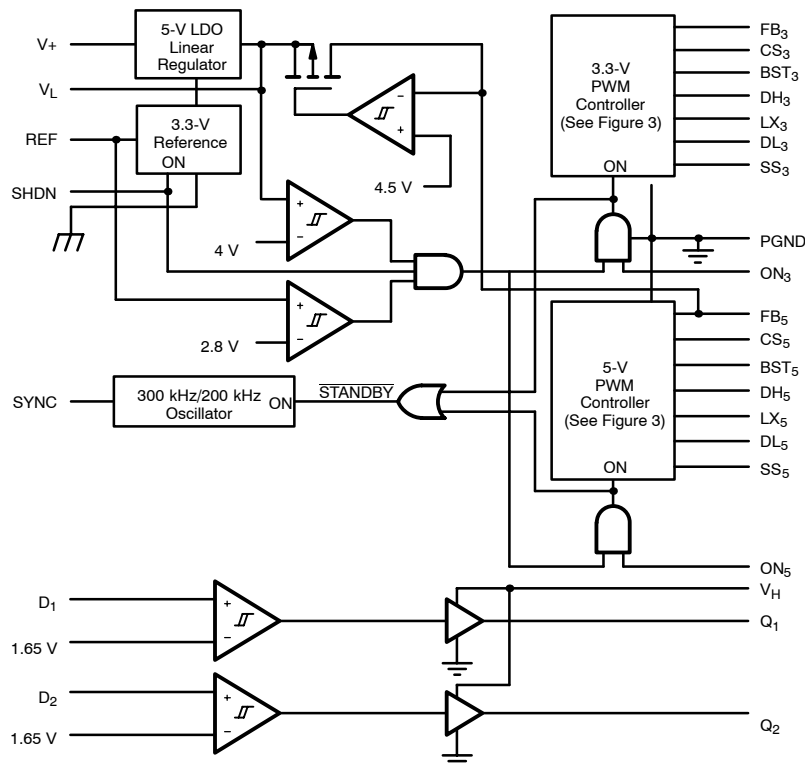 V+
5-V LDO
Linear
Regulator
VL
REF
3.3-V
Reference
ON
SHDN
−
+
4.5 V
+
−
4 V
+
−
2.8 V
3.3-V
PWM
Controller
(See Figure 3)
ON
FB3
CS3
BST3
DH3
LX3
DL3
SS3
PGND
ON3
5-V
PWM
Controller
(See Figure 3)
ON
FB5
CS5
BST5
DH5
LX5
DL5
SS5
SYNC
300 kHz/200 kHz
Oscillator
ON
STANDBY
ON5
VH
D1
+
−
1.65 V
Q1
D2
+
−
1.65 V
Q2